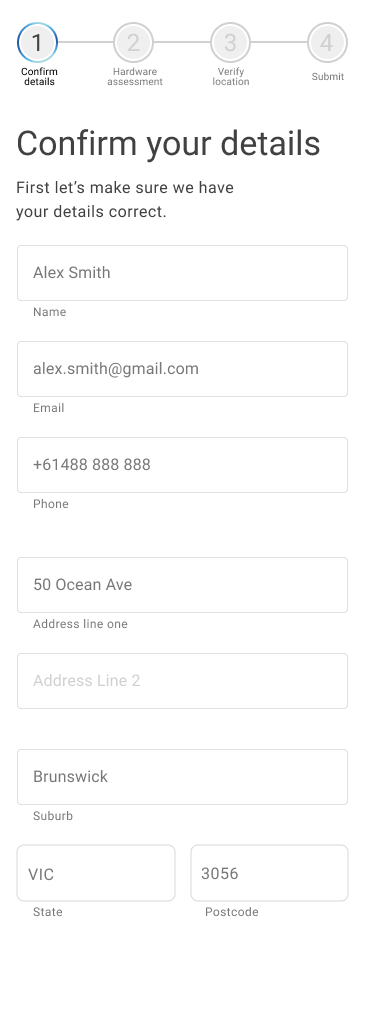 1
2
3
4
Confirm
details
Hardware
assessment
Verify
location
Submit
Confirm your details
First let’s make sure we have
your details correct.
Alex Smith
Name
alex.smith@gmail.com
Email
+61488 888 888
Phone
50 Ocean Ave
Address line one
Address Line 2
Brunswick
Suburb
VIC
3056
State
Postcode